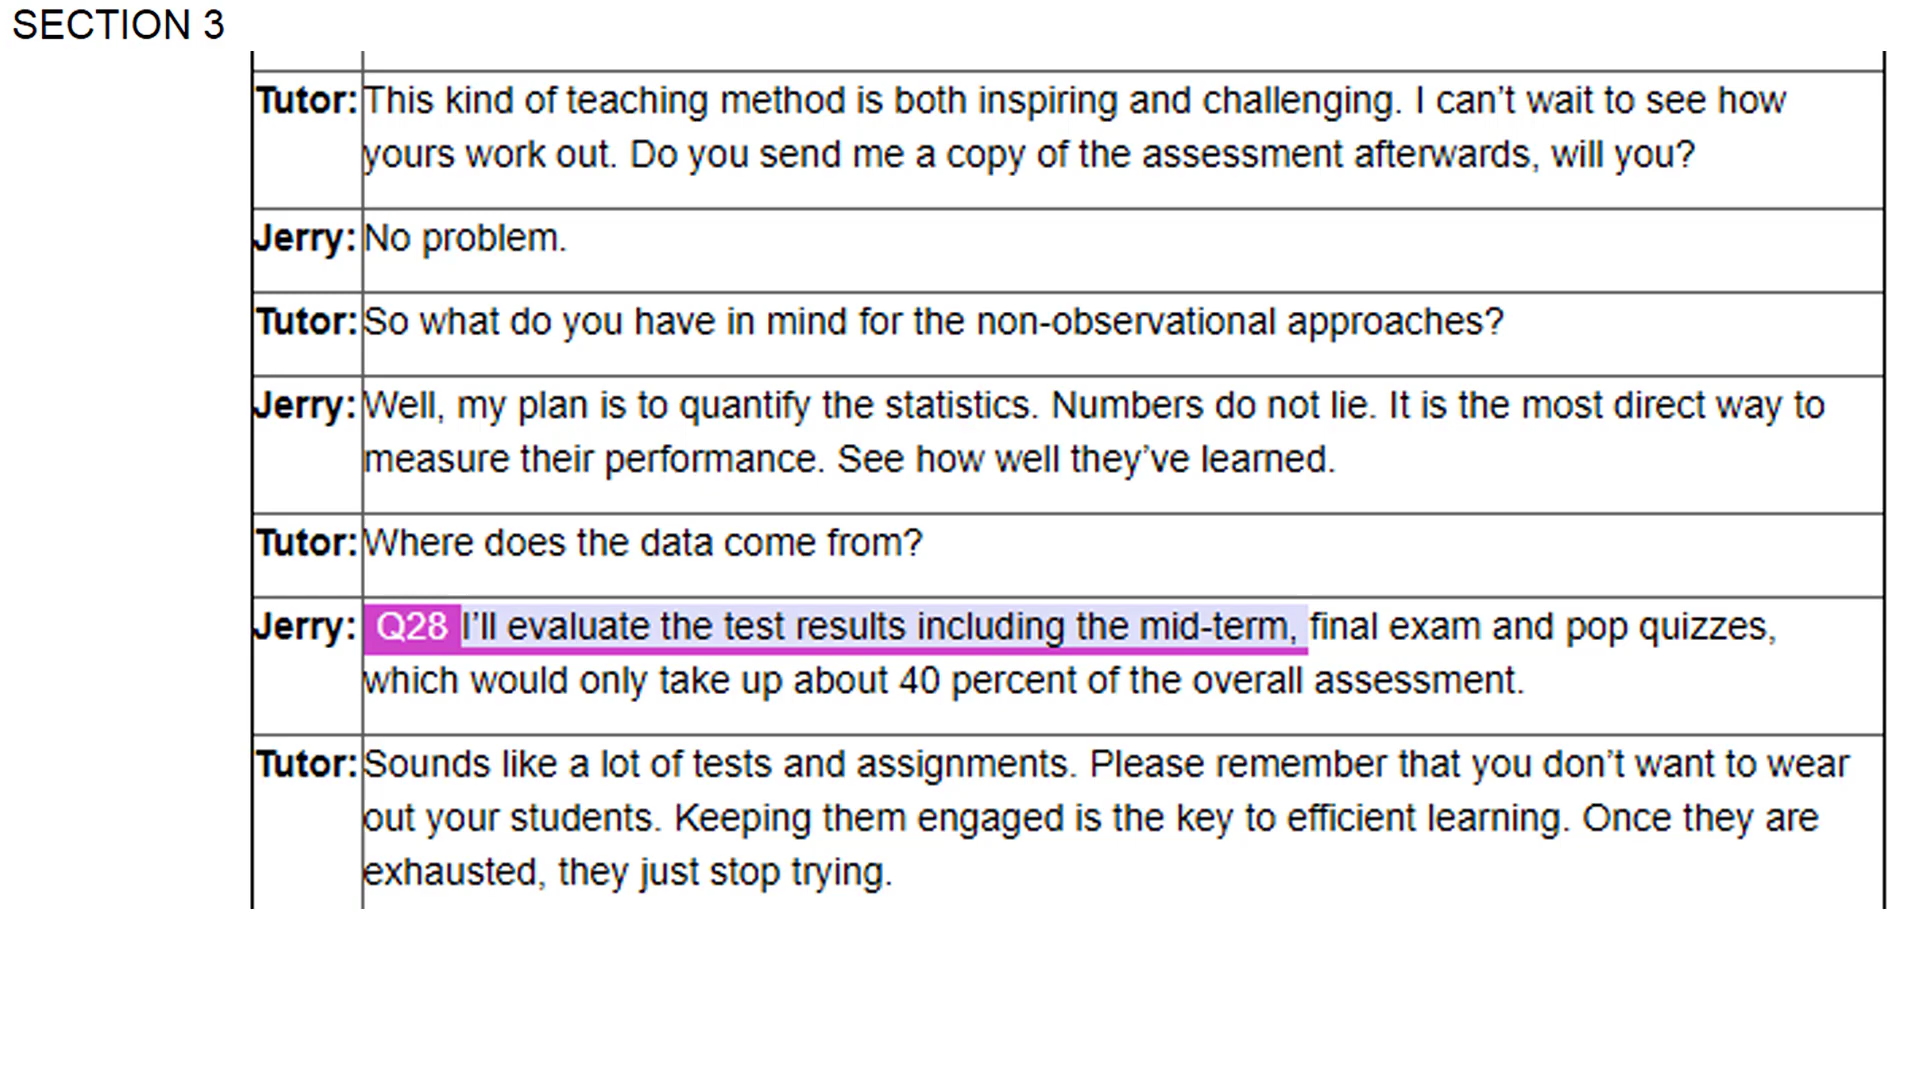 SECTION 3
Tutor: This kind of teaching method is both inspiring and challenging. I can’t wait to see how
yours work out. Do you send me a copy of the assessment afterwards, will you?
Jerry: No problem.
Tutor: So what do you have in mind for the non-observational approaches?
Jerry: Well, my plan is to quantify the statistics. Numbers do not lie. It is the most direct way to
measure their performance. See how well they’ve learned.
Tutor: Where does the data come from?
Jerry: Q28 I’ll evaluate the test results including the mid-term, final exam and pop quizzes,
which would only take up about 40 percent of the overall assessment.
Tutor: Sounds like a lot of tests and assignments. Please remember that you don’t want to wear
out your students. Keeping them engaged is the key to efficient learning. Once they are
exhausted, they just stop trying.